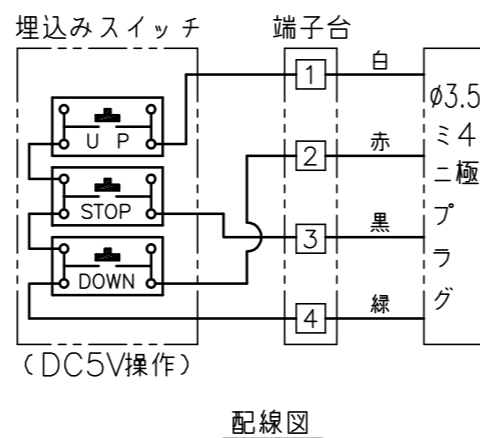 埋込みスイッチ
端子台
UP
STOP
DOWN
(DC5V操作)
1
2
3
4
白
赤
黒
緑
φ3.5
ミニプラグ
4極
配線図